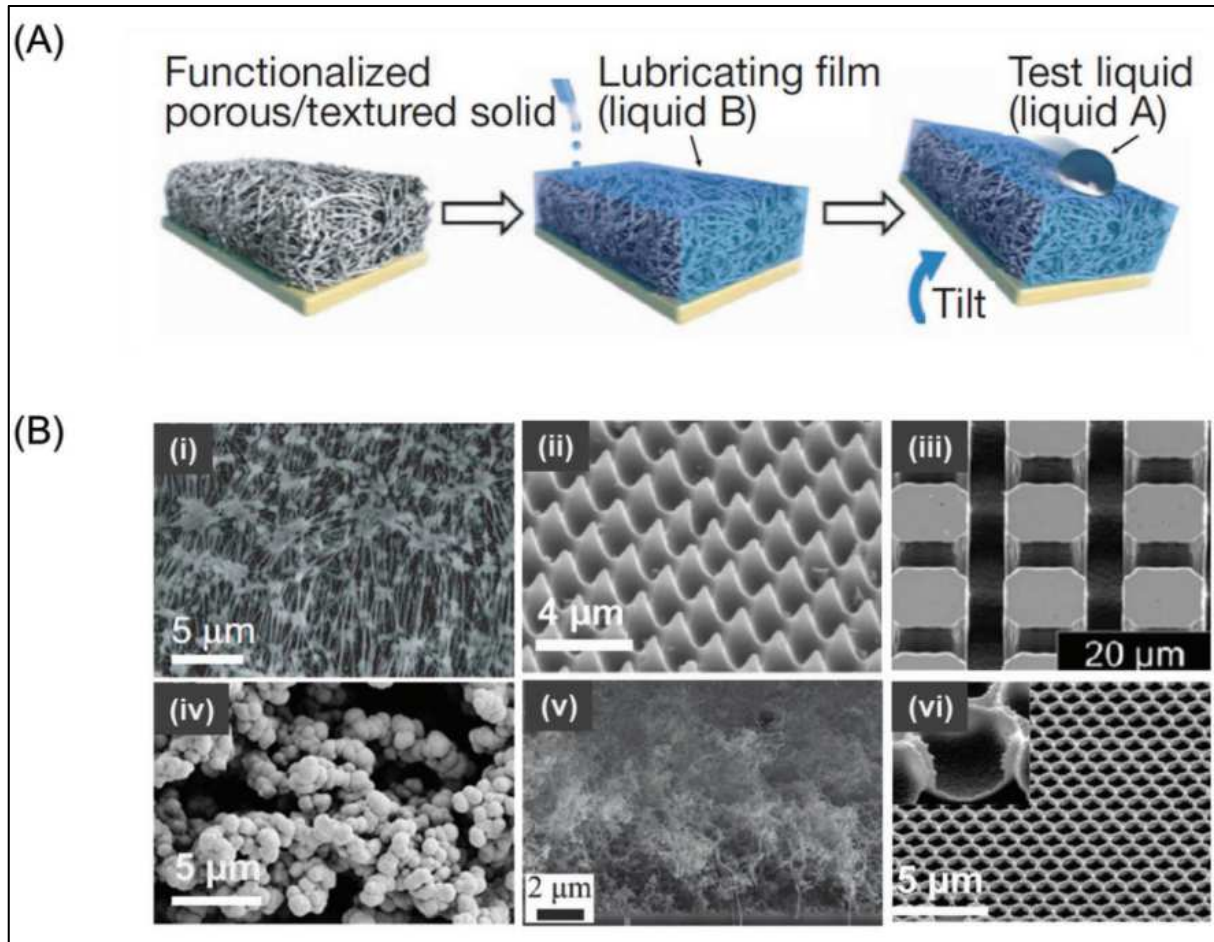 (A)
Functionalized
porous/textured solid
Lubricating film
(liquid B)
Test liquid
(liquid A)
Tilt
(B)
(i)
5 μm
(ii)
4 μm
(iii)
20 μm
(iv)
5 μm
(v)
2 μm
(vi)
5 μm